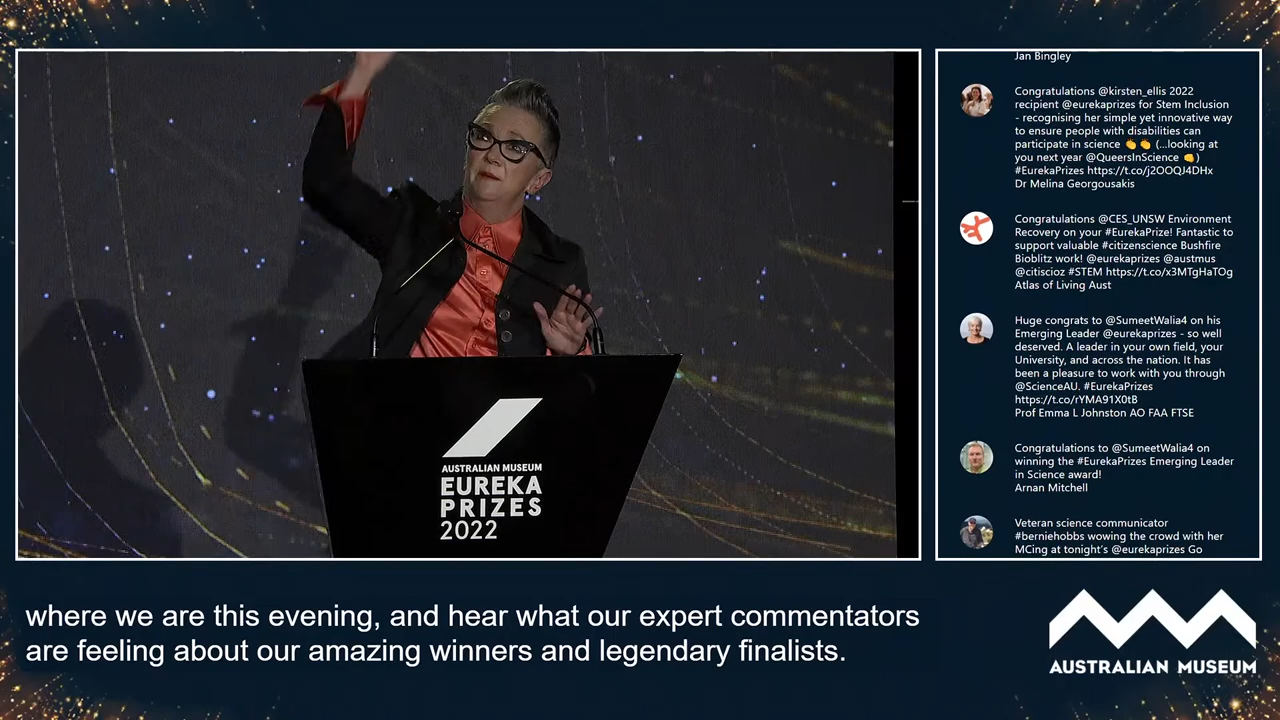 AUSTRALIAN MUSEUM
EUREKA
PRIZES
2022
Jan Bingley
Congratulations @kirsten_ellis 2022
recipient @eurekaprizes for Stem Inclusion
- recognising her simple yet innovative way
to ensure people with disabilities can
participate in science 👏 👏 (...looking at
you next year @QueersInScience 👊)
#EurekaPrizes https://t.co/j2OOQJ4DHx
Dr Melina Georgousakis
Congratulations @CES_UNSW Environment
Recovery on your #EurekaPrize! Fantastic to
support valuable #citizenscience Bushfire
Bioblitz work! @eurekaprizes @austmus
@citiscioz #STEM https://t.co/x3MTgHaTOg
Atlas of Living Aust
Huge congrats to @SumeetWalia4 on his
Emerging Leader @eurekaprizes - so well
deserved. A leader in your own field, your
University, and across the nation. It has
been a pleasure to work with you through
@ScienceAU. #EurekaPrizes
https://t.co/rYMA91X0tB
Prof Emma L Johnston AO FAA FTSE
Congratulations to @SumeetWalia4 on
winning the #EurekaPrizes Emerging Leader
in Science award!
Arnan Mitchell
Veteran science communicator
#berniehobbs wowing the crowd with her
MCing at tonight's @eurekaprizes Go
where we are this evening, and hear what our expert commentators
are feeling about our amazing winners and legendary finalists.
AUSTRALIAN MUSEUM